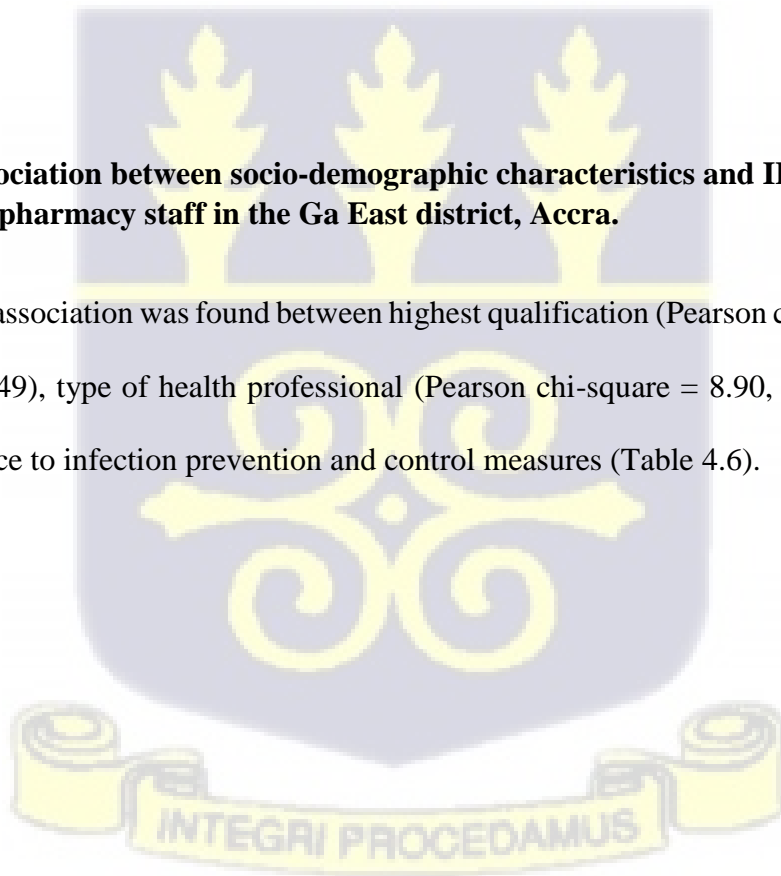 ociation between socio-demographic characteristics and I
pharmacy staff in the Ga East district, Accra.
association was found between highest qualification (Pearson c
49), type of health professional (Pearson chi-square = 8.90,
ce to infection prevention and control measures (Table 4.6).
INTEGRI PROCEDAMUS